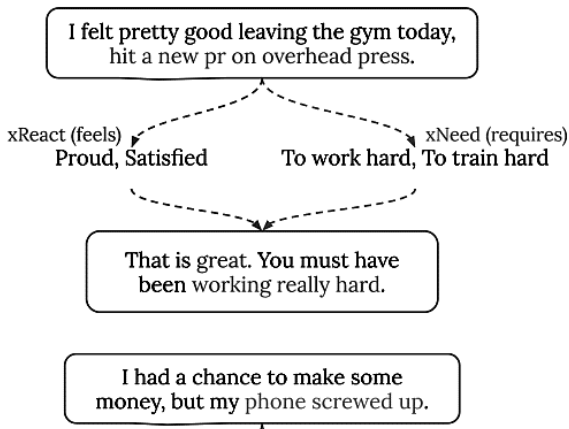 I felt pretty good leaving the gym today,
hit a new pr on overhead press.
xReact (feels)
Proud, Satisfied
xNeed (requires)
To work hard, To train hard
That is great. You must have
been working really hard.
I had a chance to make some
money, but my phone screwed up.